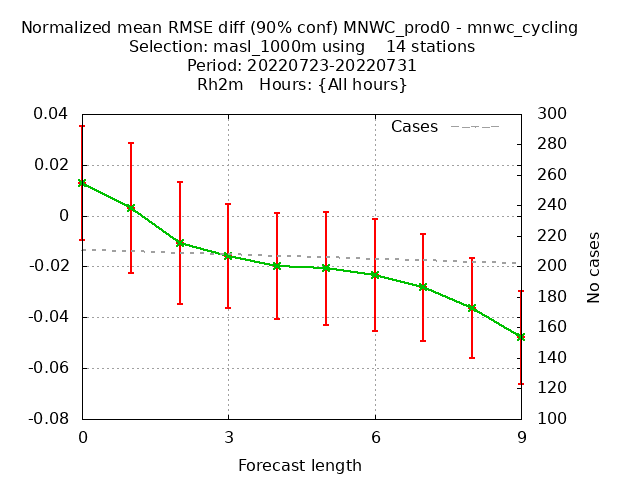 Normalized mean RMSE diff (90% conf) MNWC_prod0 - mnwc_cycling
Selection: masl_1000m using    14 stations
Period: 20220723-20220731
Rh2m   Hours: {All hours}
Cases
0.04
0.02
0
-0.02
-0.04
-0.06
-0.08
300
280
260
240
220
200
180
160
140
120
100
No cases
0 3 6 9
Forecast length